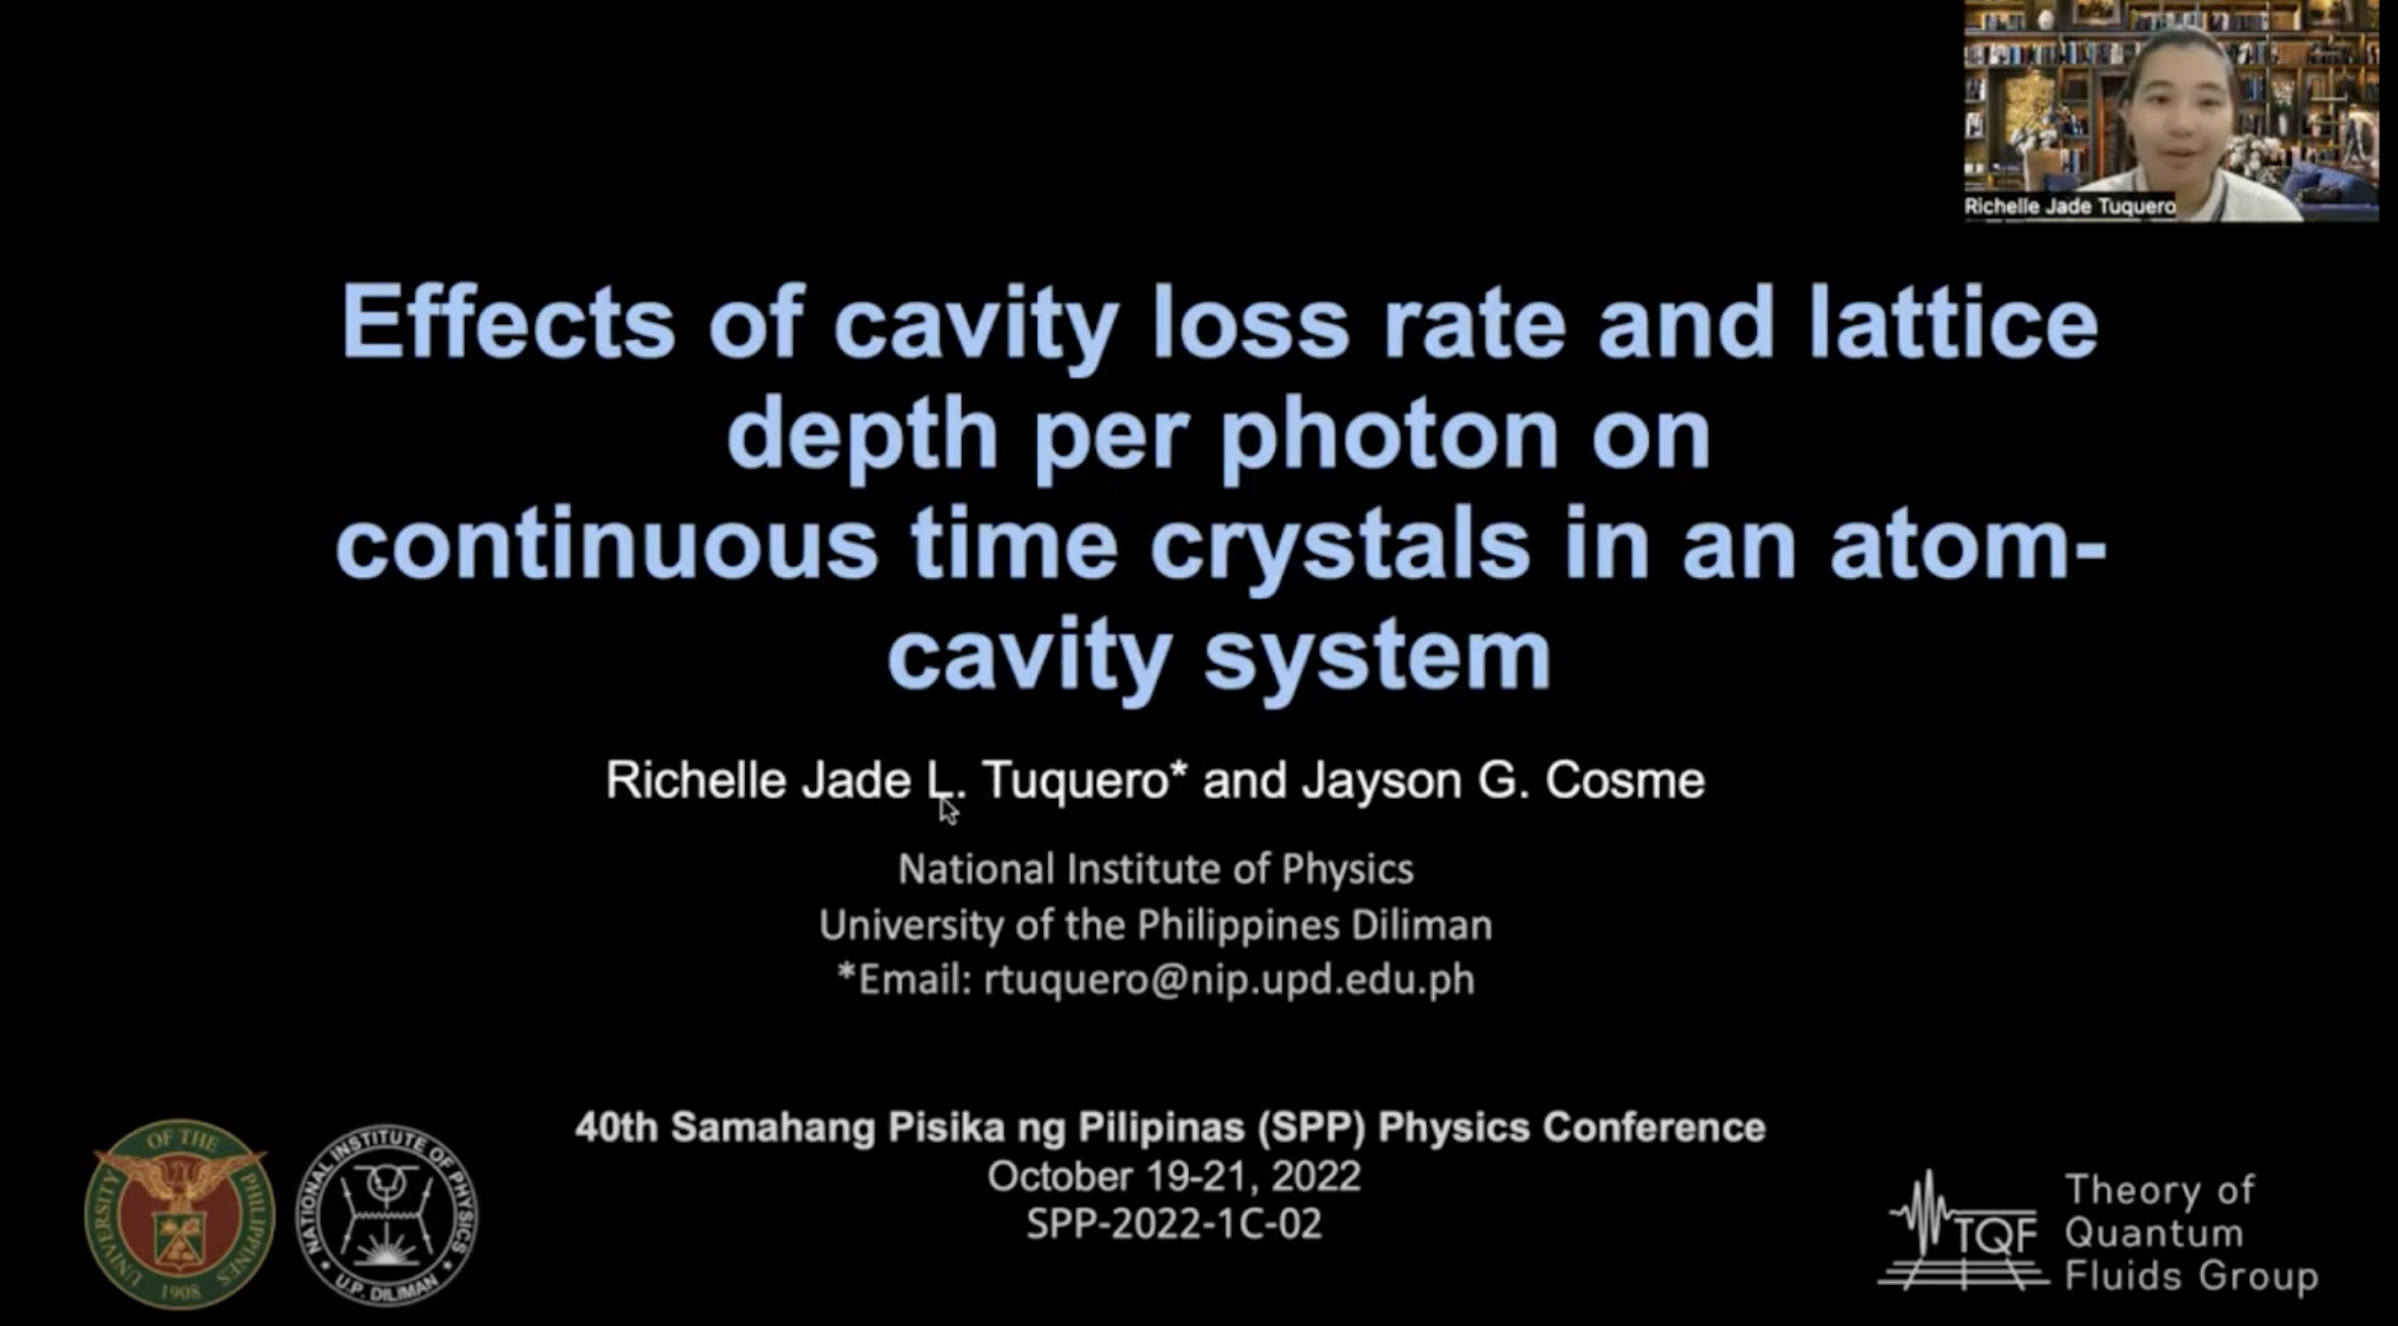 Richelle Jade Tuquero
Effects of cavity loss rate and lattice
depth per photon on
continuous time crystals in an atom-
cavity system
Richelle Jade L. Tuquero* and Jayson G. Cosme
National Institute of Physics
University of the Philippines Diliman
*Email: rtuquero@nip.upd.edu.ph
40th Samahang Pisika ng Pilipinas (SPP) Physics Conference
October 19-21, 2022
SPP-2022-1C-02
UNIVERSITY OF THE PHILIPPINES
1908
NATIONAL INSTITUTE OF PHYSICS
U.P. DILIMAN
TQF
Theory of
Quantum
Fluids Group